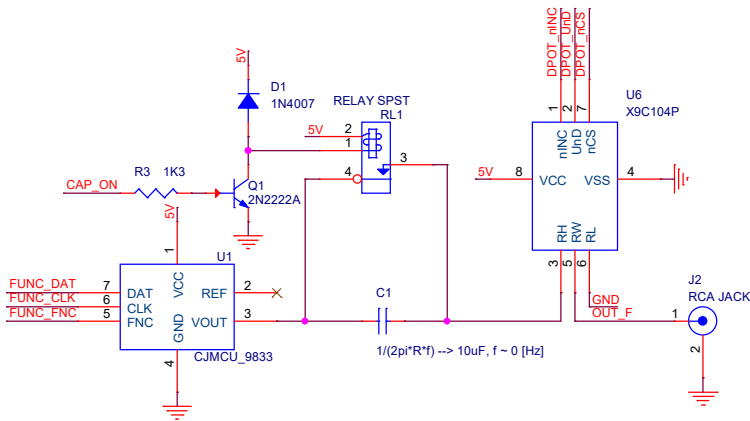 DPOT_nINC
DPOT_UnD
DPOT_nCS
5V
D1
1N4007
RELAY SPST
RL1
U6
X9C104P
1
2
7
nINC
UnD
nCS
5V
2
1
3
4
R3 1K3
CAP_ON
Q1
2N2222A
5V
8
VCC
VSS
4
5V
RH
RW
RL
3
5
6
1
U1
FUNC_DAT
7
DAT
VCC
REF
2
FUNC_CLK
6
CLK
FUNC_FNC
5
FNC
GND
VOUT
3
CJMCU_9833
4
C1
1/(2pi*R*f) --> 10uF, f ~ 0 [Hz]
GND
OUT_F
J2
RCA JACK
1
2